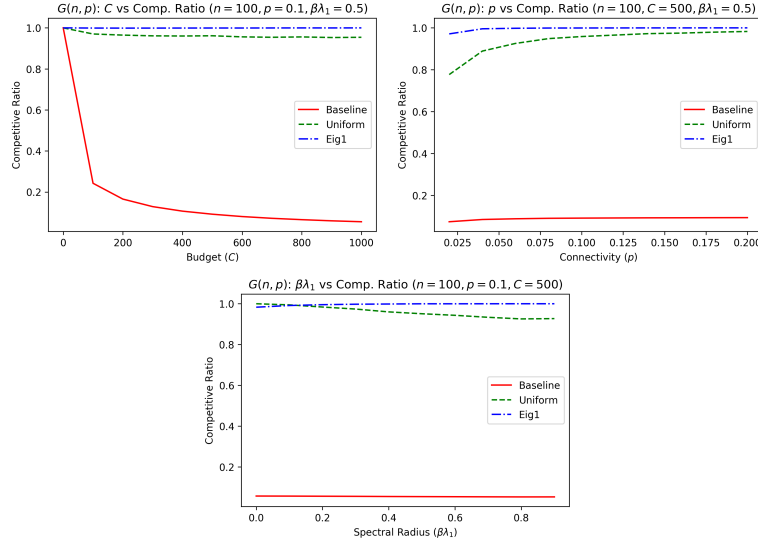 G(n, p): C vs Comp. Ratio (n = 100, p = 0.1, βλ1 = 0.5)
1.0
0.8
0.6
0.4
0.2
Competitive Ratio
Baseline
Uniform
Eig1
0 200 400 600 800 1000
Budget (C)
G(n, p): p vs Comp. Ratio (n = 100, C = 500, βλ1 = 0.5)
1.0
0.8
0.6
0.4
0.2
Competitive Ratio
Baseline
Uniform
Eig1
0.025 0.050 0.075 0.100 0.125 0.150 0.175 0.200
Connectivity (p)
G(n, p): βλ1 vs Comp. Ratio (n = 100, p = 0.1, C = 500)
1.0
0.8
0.6
0.4
0.2
Competitive Ratio
Baseline
Uniform
Eig1
0.0 0.2 0.4 0.6 0.8
Spectral Radius (βλ1)